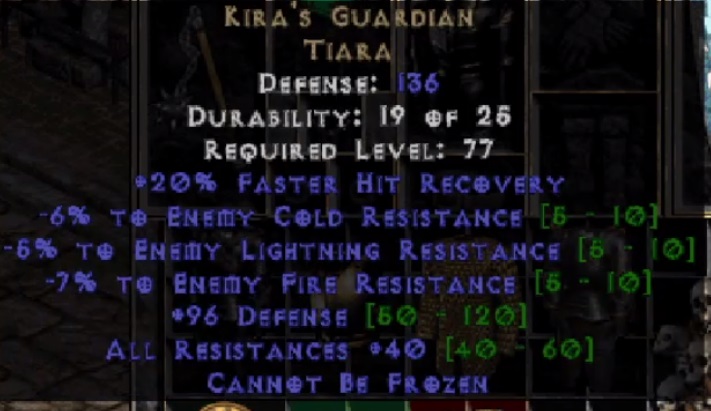 Kira's Guardian
Tiara
Defense: 136
Durability: 19 of 25
Required Level: 77
+20% Faster Hit Recovery
-6% to Enemy Cold Resistance [5 - 10]
-5% to Enemy Lightning Resistance [5 - 10]
-7% to Enemy Fire Resistance [5 - 10]
+96 Defense [50 - 120]
All Resistances +40 [40 - 60]
Cannot Be Frozen